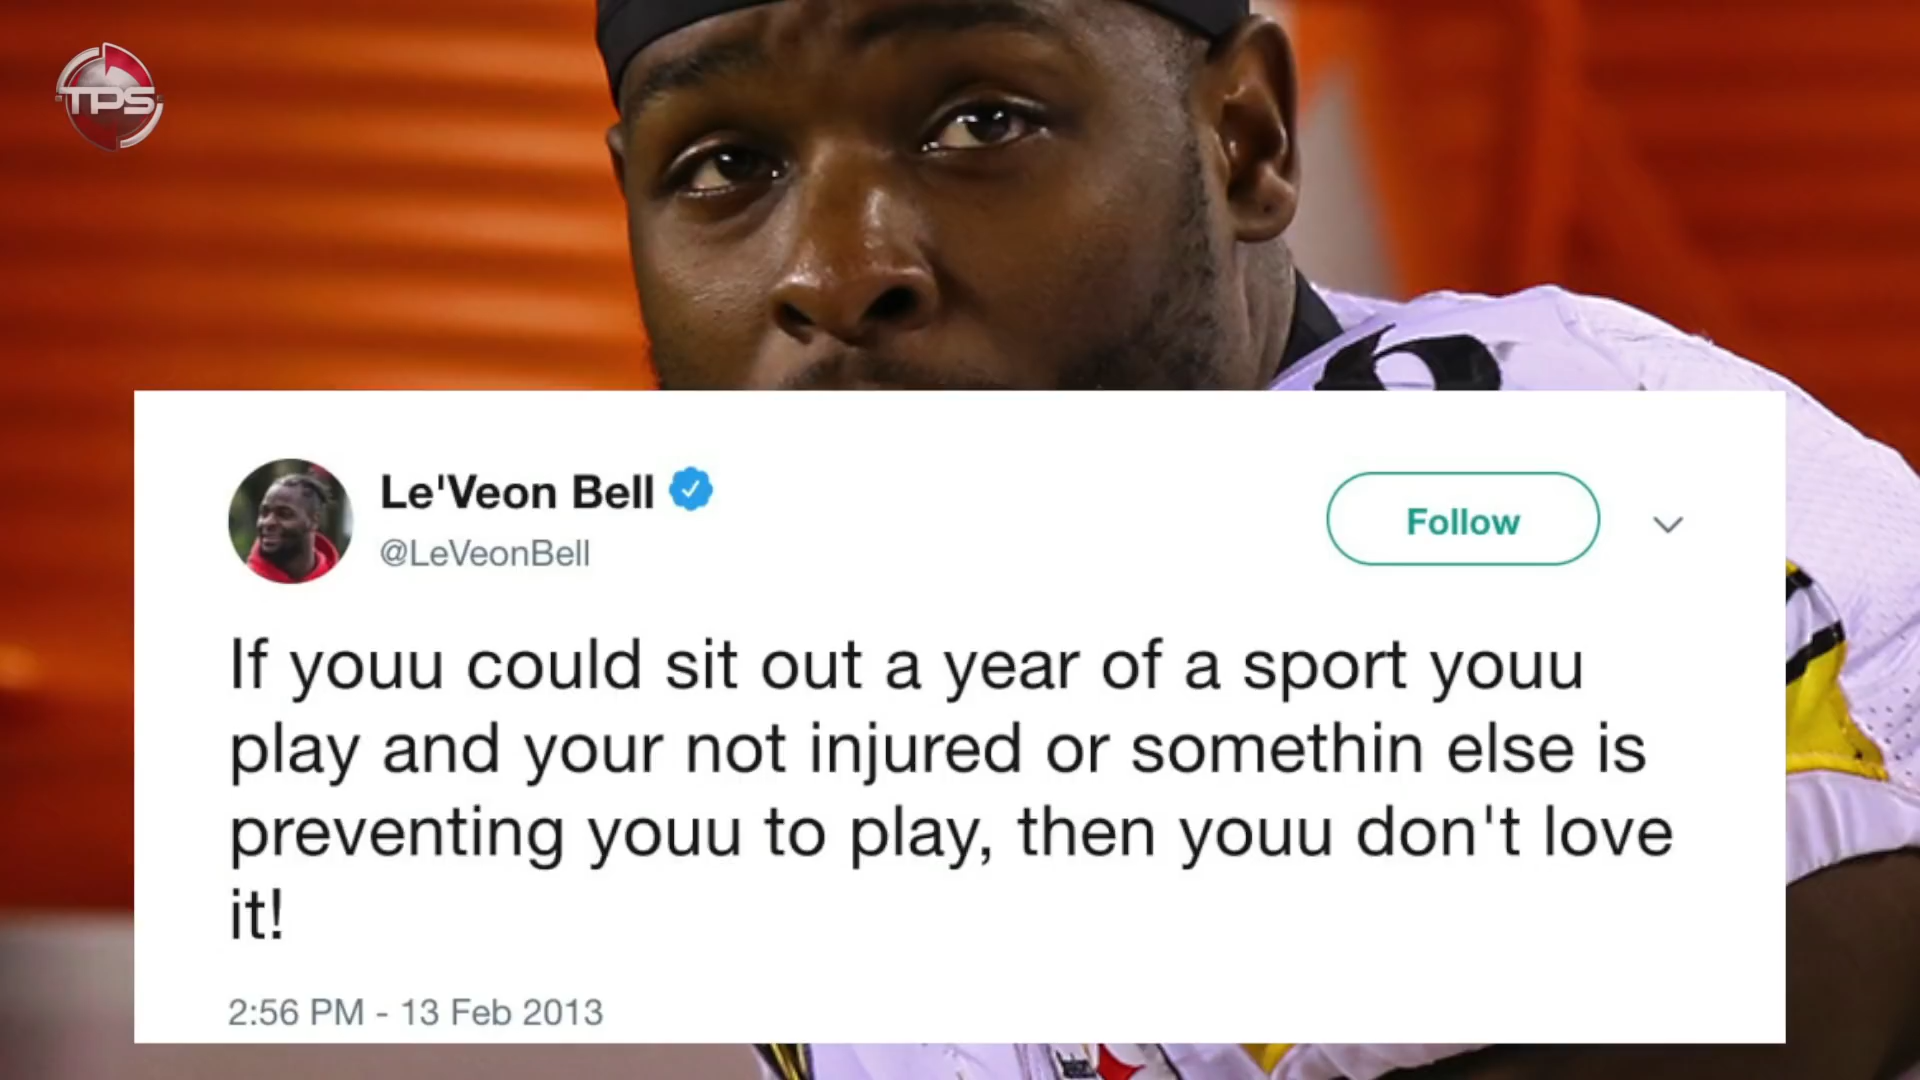 TPS
Le'Veon Bell
@LeVeonBell
Follow
If youu could sit out a year of a sport youu
play and your not injured or somethin else is
preventing youu to play, then youu don't love
it!
2:56 PM - 13 Feb 2013